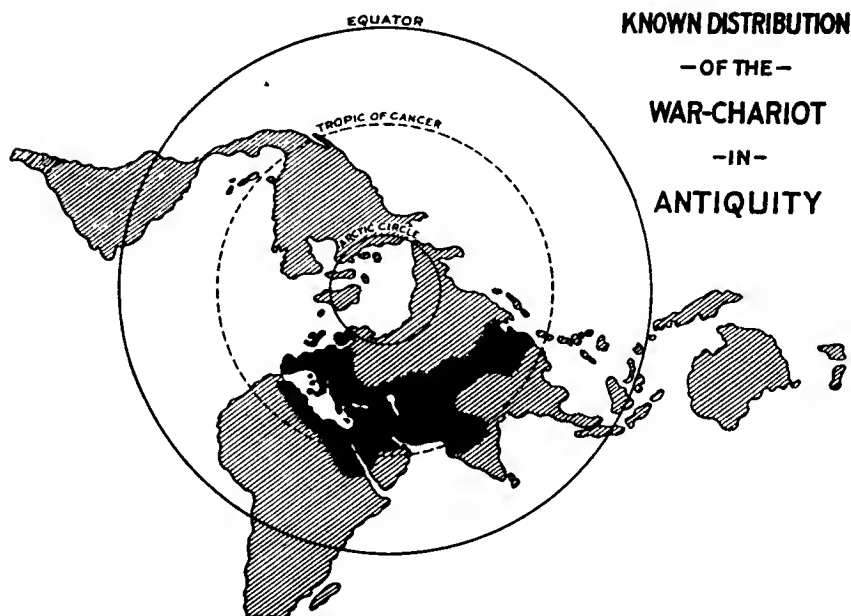 EQUATOR
TROPIC OF CANCER
ARCTIC CIRCLE
KNOWN DISTRIBUTION
-OF THE-
WAR-CHARIOT
-IN-
ANTIQUITY